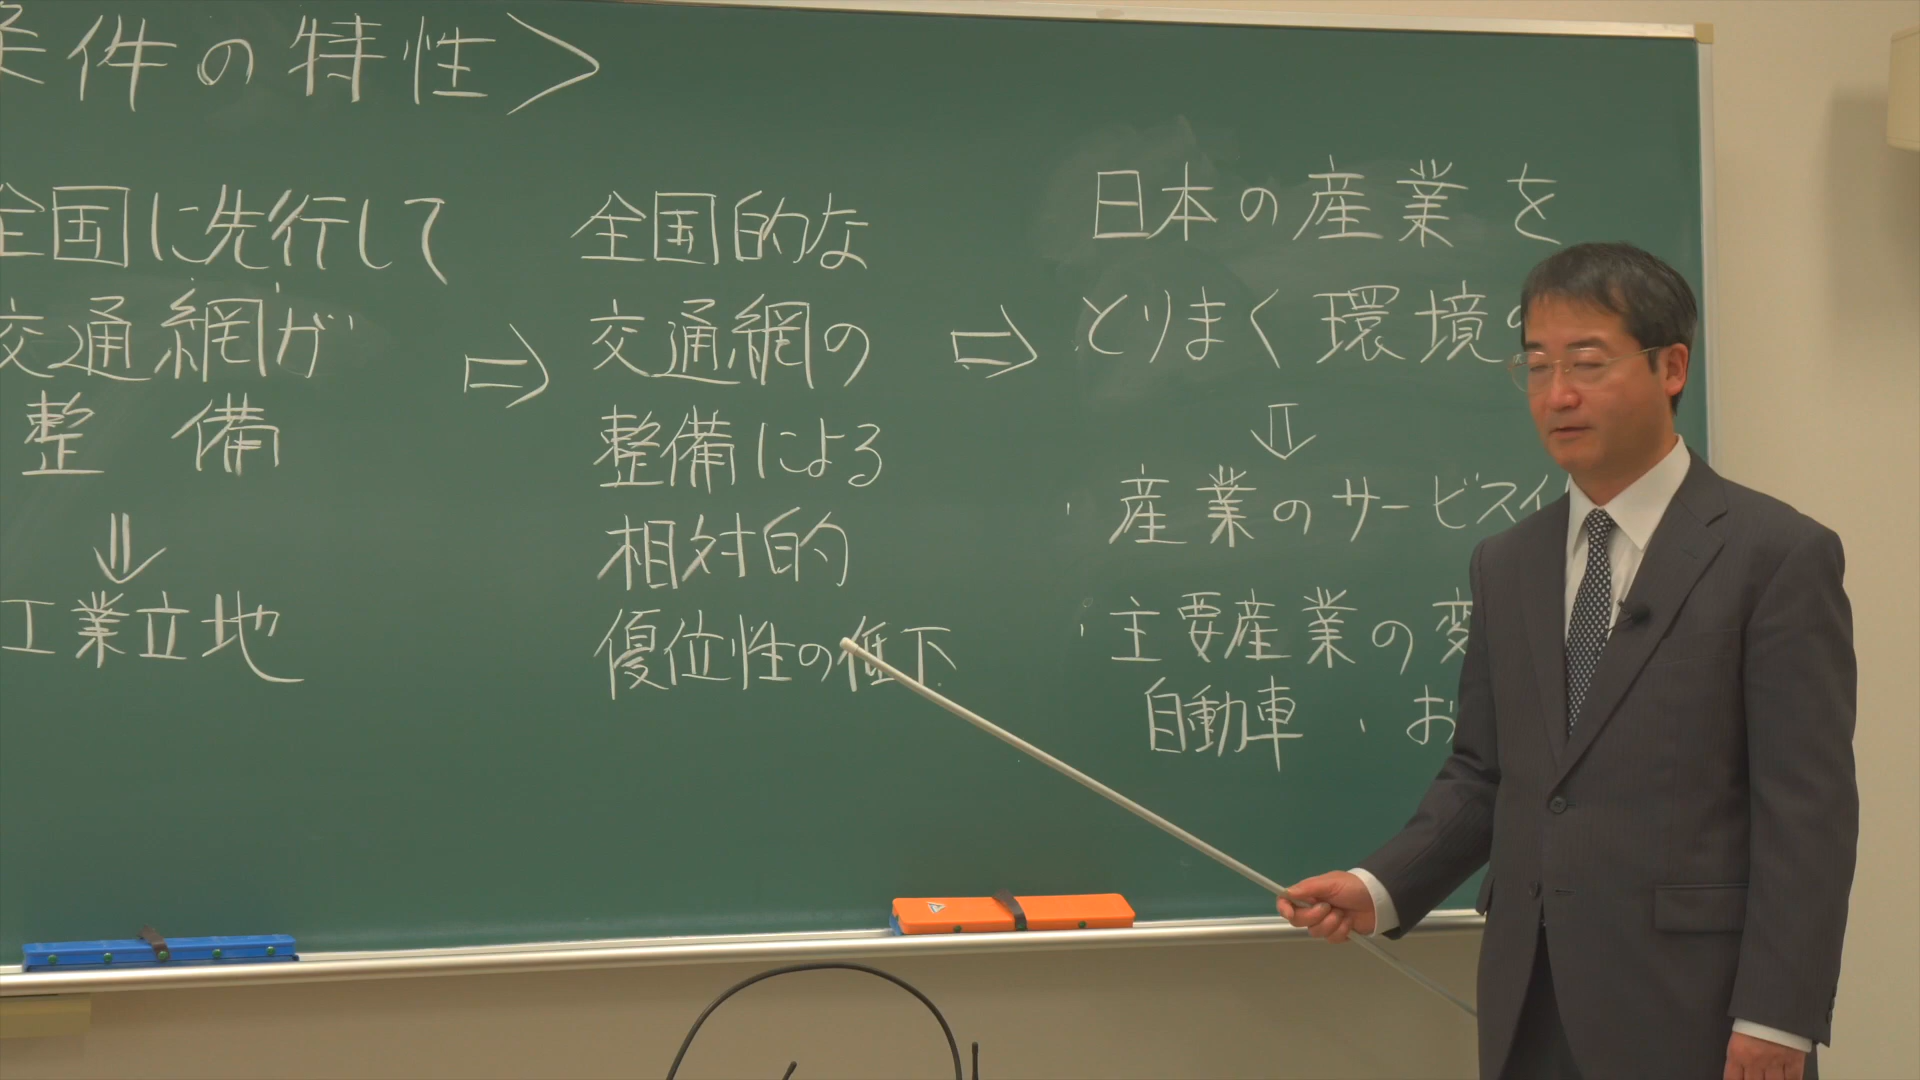 条件の特性＞
全国に先行して
交通網が
整備
⇓
工業立地
⇨
全国的な
交通網の
整備による
相対的
優位性の低下
⇨
日本の産業を
とりまく環境の
⇓
・産業のサービス
・主要産業の変
自動車・お